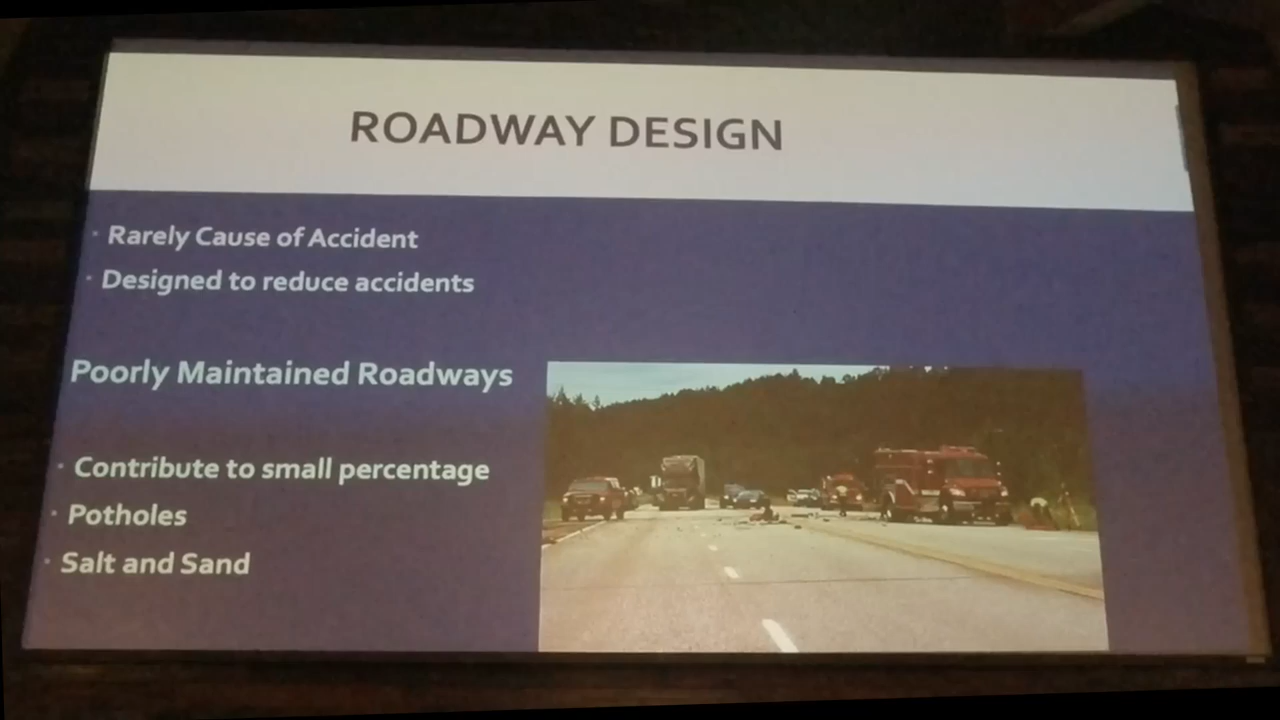 ROADWAY DESIGN
· Rarely Cause of Accident
· Designed to reduce accidents
Poorly Maintained Roadways
· Contribute to small percentage
· Potholes
· Salt and Sand